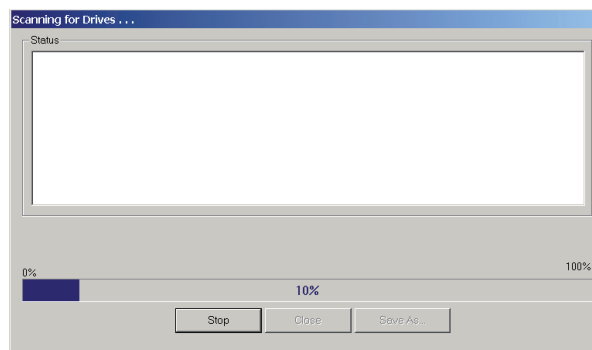 Scanning for Drives . . .
Status
0%
100%
10%
Stop
Close
Save As...